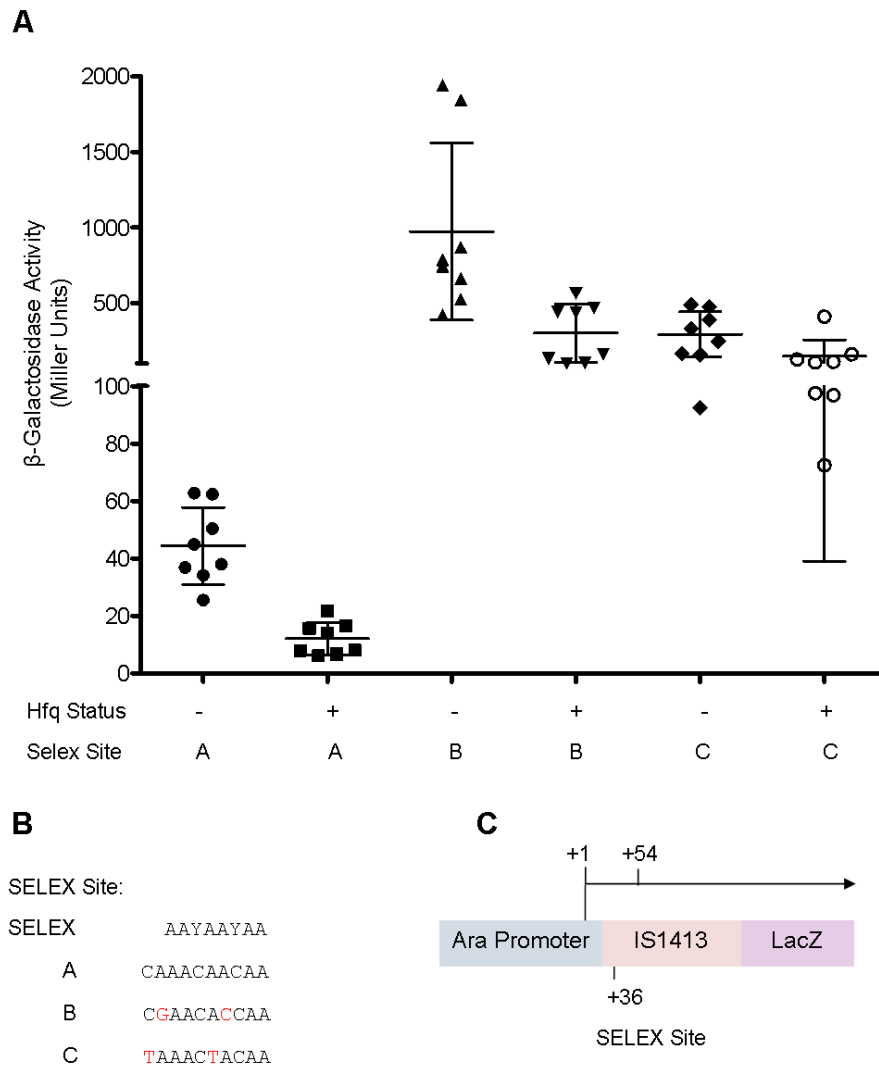 A
β-Galactosidase Activity
(Miller Units)
2000
1500
1000
500
100
80
60
40
20
0
Hfq Status - + - + - +
Selex Site A A B B C C
B
SELEX Site:
SELEX AAYAAYAA
A CAAACAACAA
B CGAACACCAA
C TAAACTACAA
C
+1 +54
Ara Promoter IS1413 LacZ
+36
SELEX Site